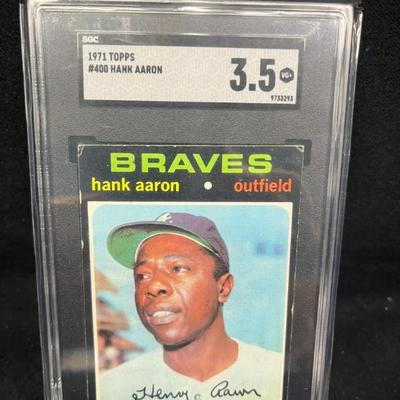 SGC
1971 TOPPS
#400 HANK AARON
3.5 VG+
9733293
BRAVES
hank aaron • outfield
Henry Aaron